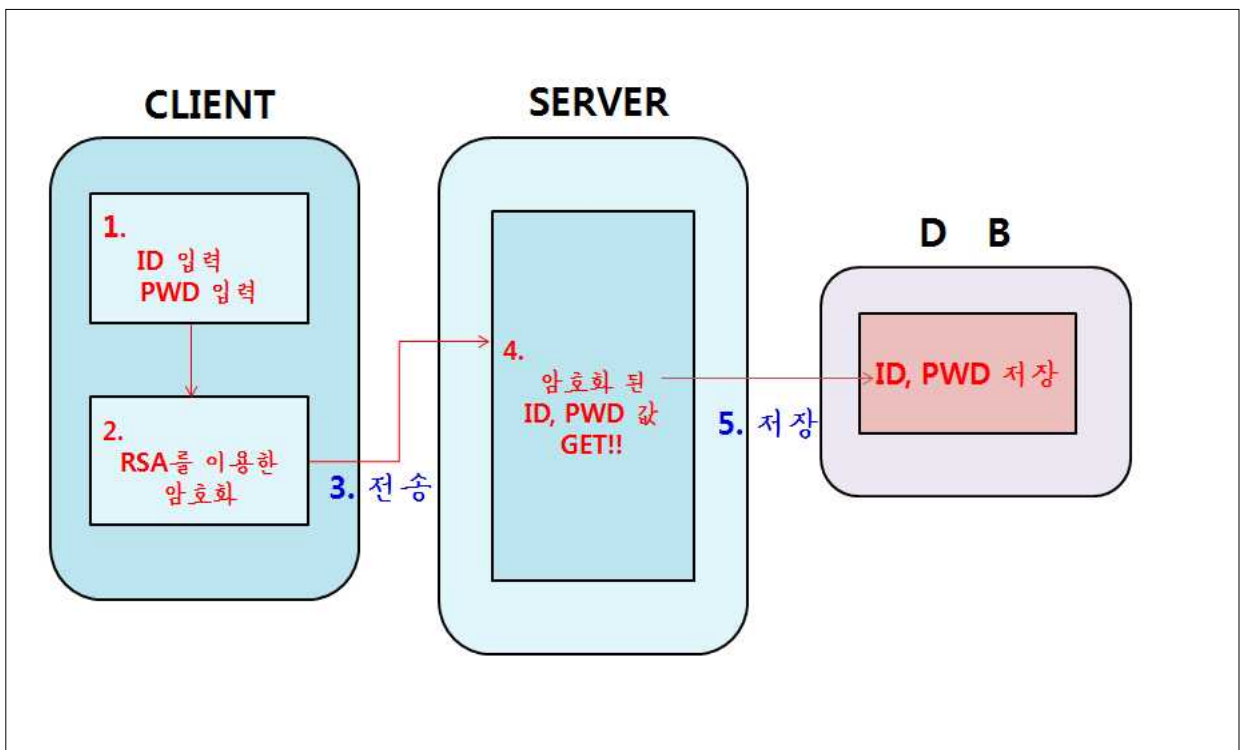 CLIENT
SERVER
D B
1.
ID 입력
PWD 입력
2.
RSA를 이용한
암호화
3. 전송
4.
암호화 된
ID, PWD 값
GET!!
5. 저장
ID, PWD 저장